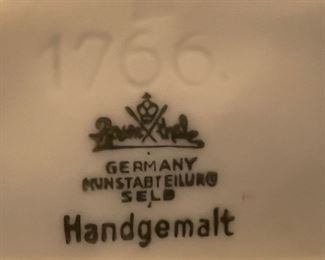 1766.
Rosenthal
GERMANY
KUNSTABTEILUNG
SELB
Handgemalt